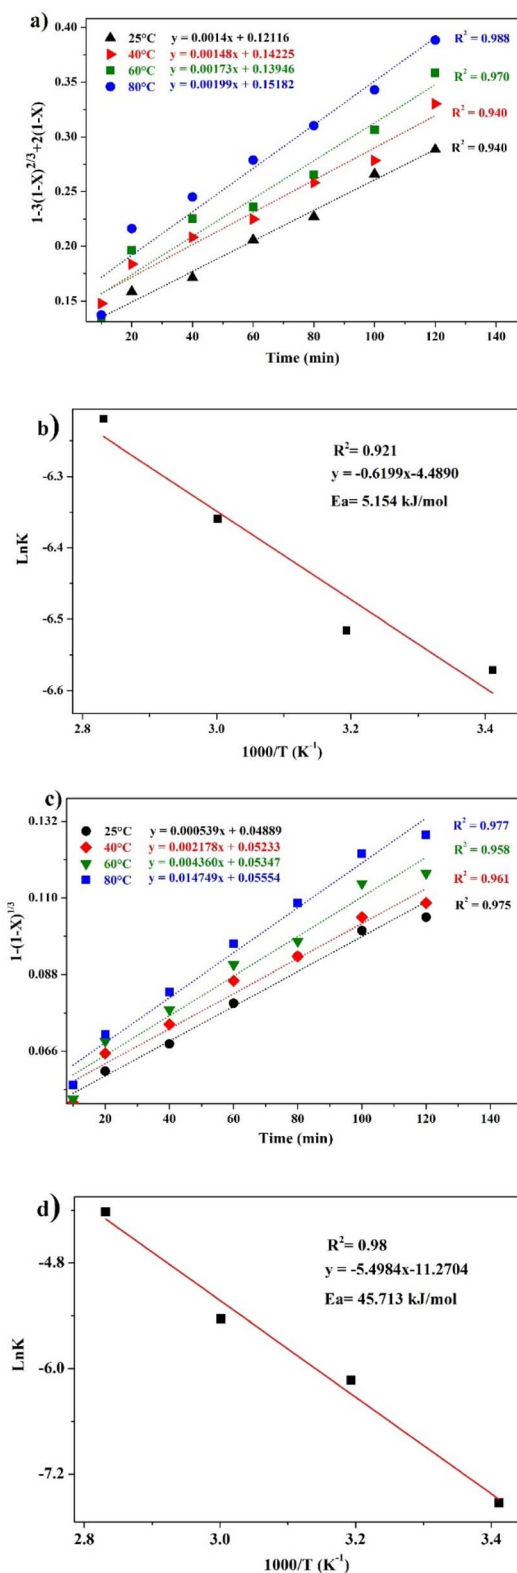 a)
25°C y = 0.0014x + 0.12116
40°C y = 0.00148x + 0.14225
60°C y = 0.00173x + 0.13946
80°C y = 0.00199x + 0.15182
R² = 0.988
R² = 0.970
R² = 0.940
R² = 0.940
1-3(1-X)^2/3+2(1-X)
0.40
0.35
0.30
0.25
0.20
0.15
20 40 60 80 100 120 140
Time (min)
b)
R²= 0.921
y = -0.6199x-4.4890
Ea= 5.154 kJ/mol
LnK
-6.3
-6.4
-6.5
-6.6
2.8 3.0 3.2 3.4
1000/T (K⁻¹)
c)
25°C y = 0.000539x + 0.04889
40°C y = 0.002178x + 0.05233
60°C y = 0.004360x + 0.05347
80°C y = 0.014749x + 0.05554
R² = 0.977
R² = 0.958
R² = 0.961
R² = 0.975
1-(1-X)^1/3
0.132
0.110
0.088
0.066
20 40 60 80 100 120 140
Time (min)
d)
R²= 0.98
y = -5.4984x-11.2704
Ea= 45.713 kJ/mol
LnK
-4.8
-6.0
-7.2
2.8 3.0 3.2 3.4
1000/T (K⁻¹)